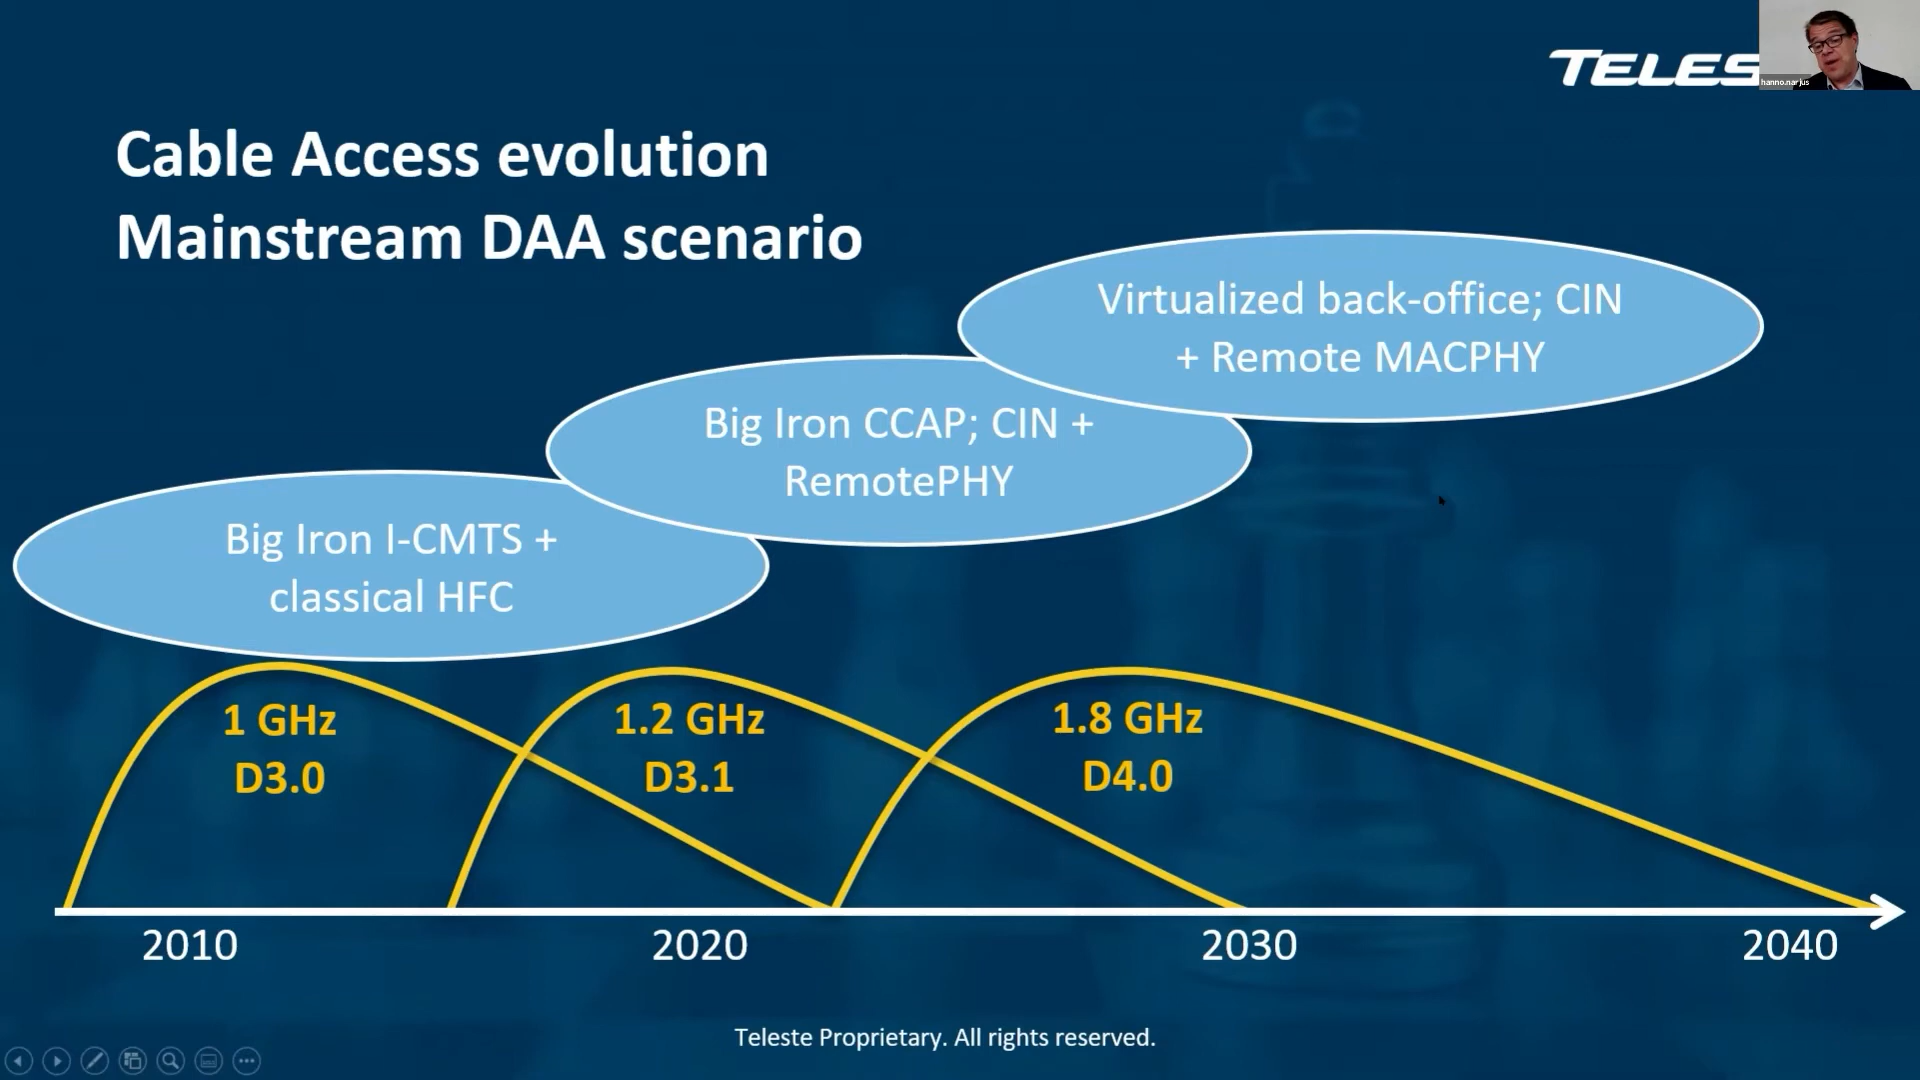 TELES
hanno.narjus
Cable Access evolution
Mainstream DAA scenario
Virtualized back-office; CIN
+ Remote MACPHY
Big Iron CCAP; CIN +
RemotePHY
Big Iron I-CMTS +
classical HFC
1 GHz
D3.0
1.2 GHz
D3.1
1.8 GHz
D4.0
2010
2020
2030
2040
Teleste Proprietary. All rights reserved.